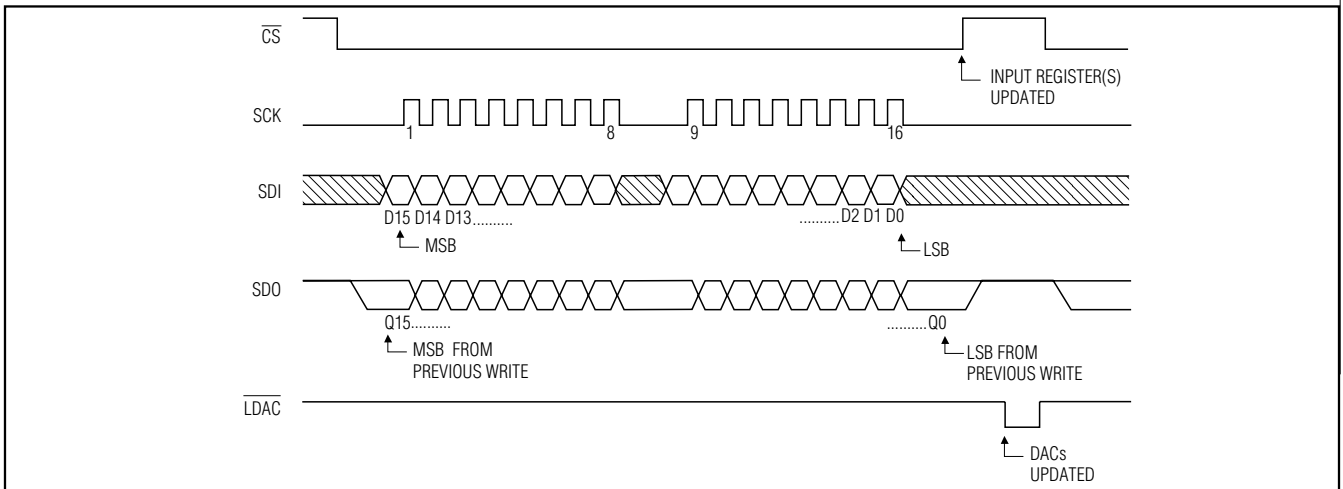 CS
INPUT REGISTER(S)
UPDATED
SCK
1 8 9 16
SDI
D15 D14 D13.......... ..........D2 D1 D0
MSB LSB
SDO
Q15.......... ..........Q0
MSB FROM
PREVIOUS WRITE
LSB FROM
PREVIOUS WRITE
LDAC
DACs
UPDATED